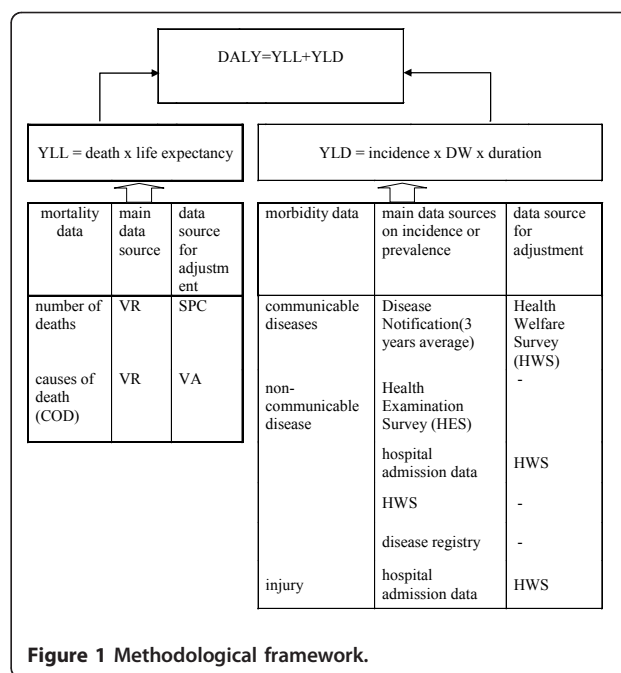 DALY=YLL+YLD
YLL = death x life expectancy
YLD = incidence x DW x duration
mortality
data
main
data
source
data
source
for
adjustm
ent
number of
deaths
VR
SPC
causes of
death
(COD)
VR
VA
morbidity data
main data sources
on incidence or
prevalence
data source
for
adjustment
communicable
diseases
Disease
Notification(3
years average)
Health
Welfare
Survey
(HWS)
non-
communicable
disease
Health
Examination
Survey (HES)
-
hospital
admission data
HWS
HWS
-
disease registry
-
injury
hospital
admission data
HWS
Figure 1 Methodological framework.